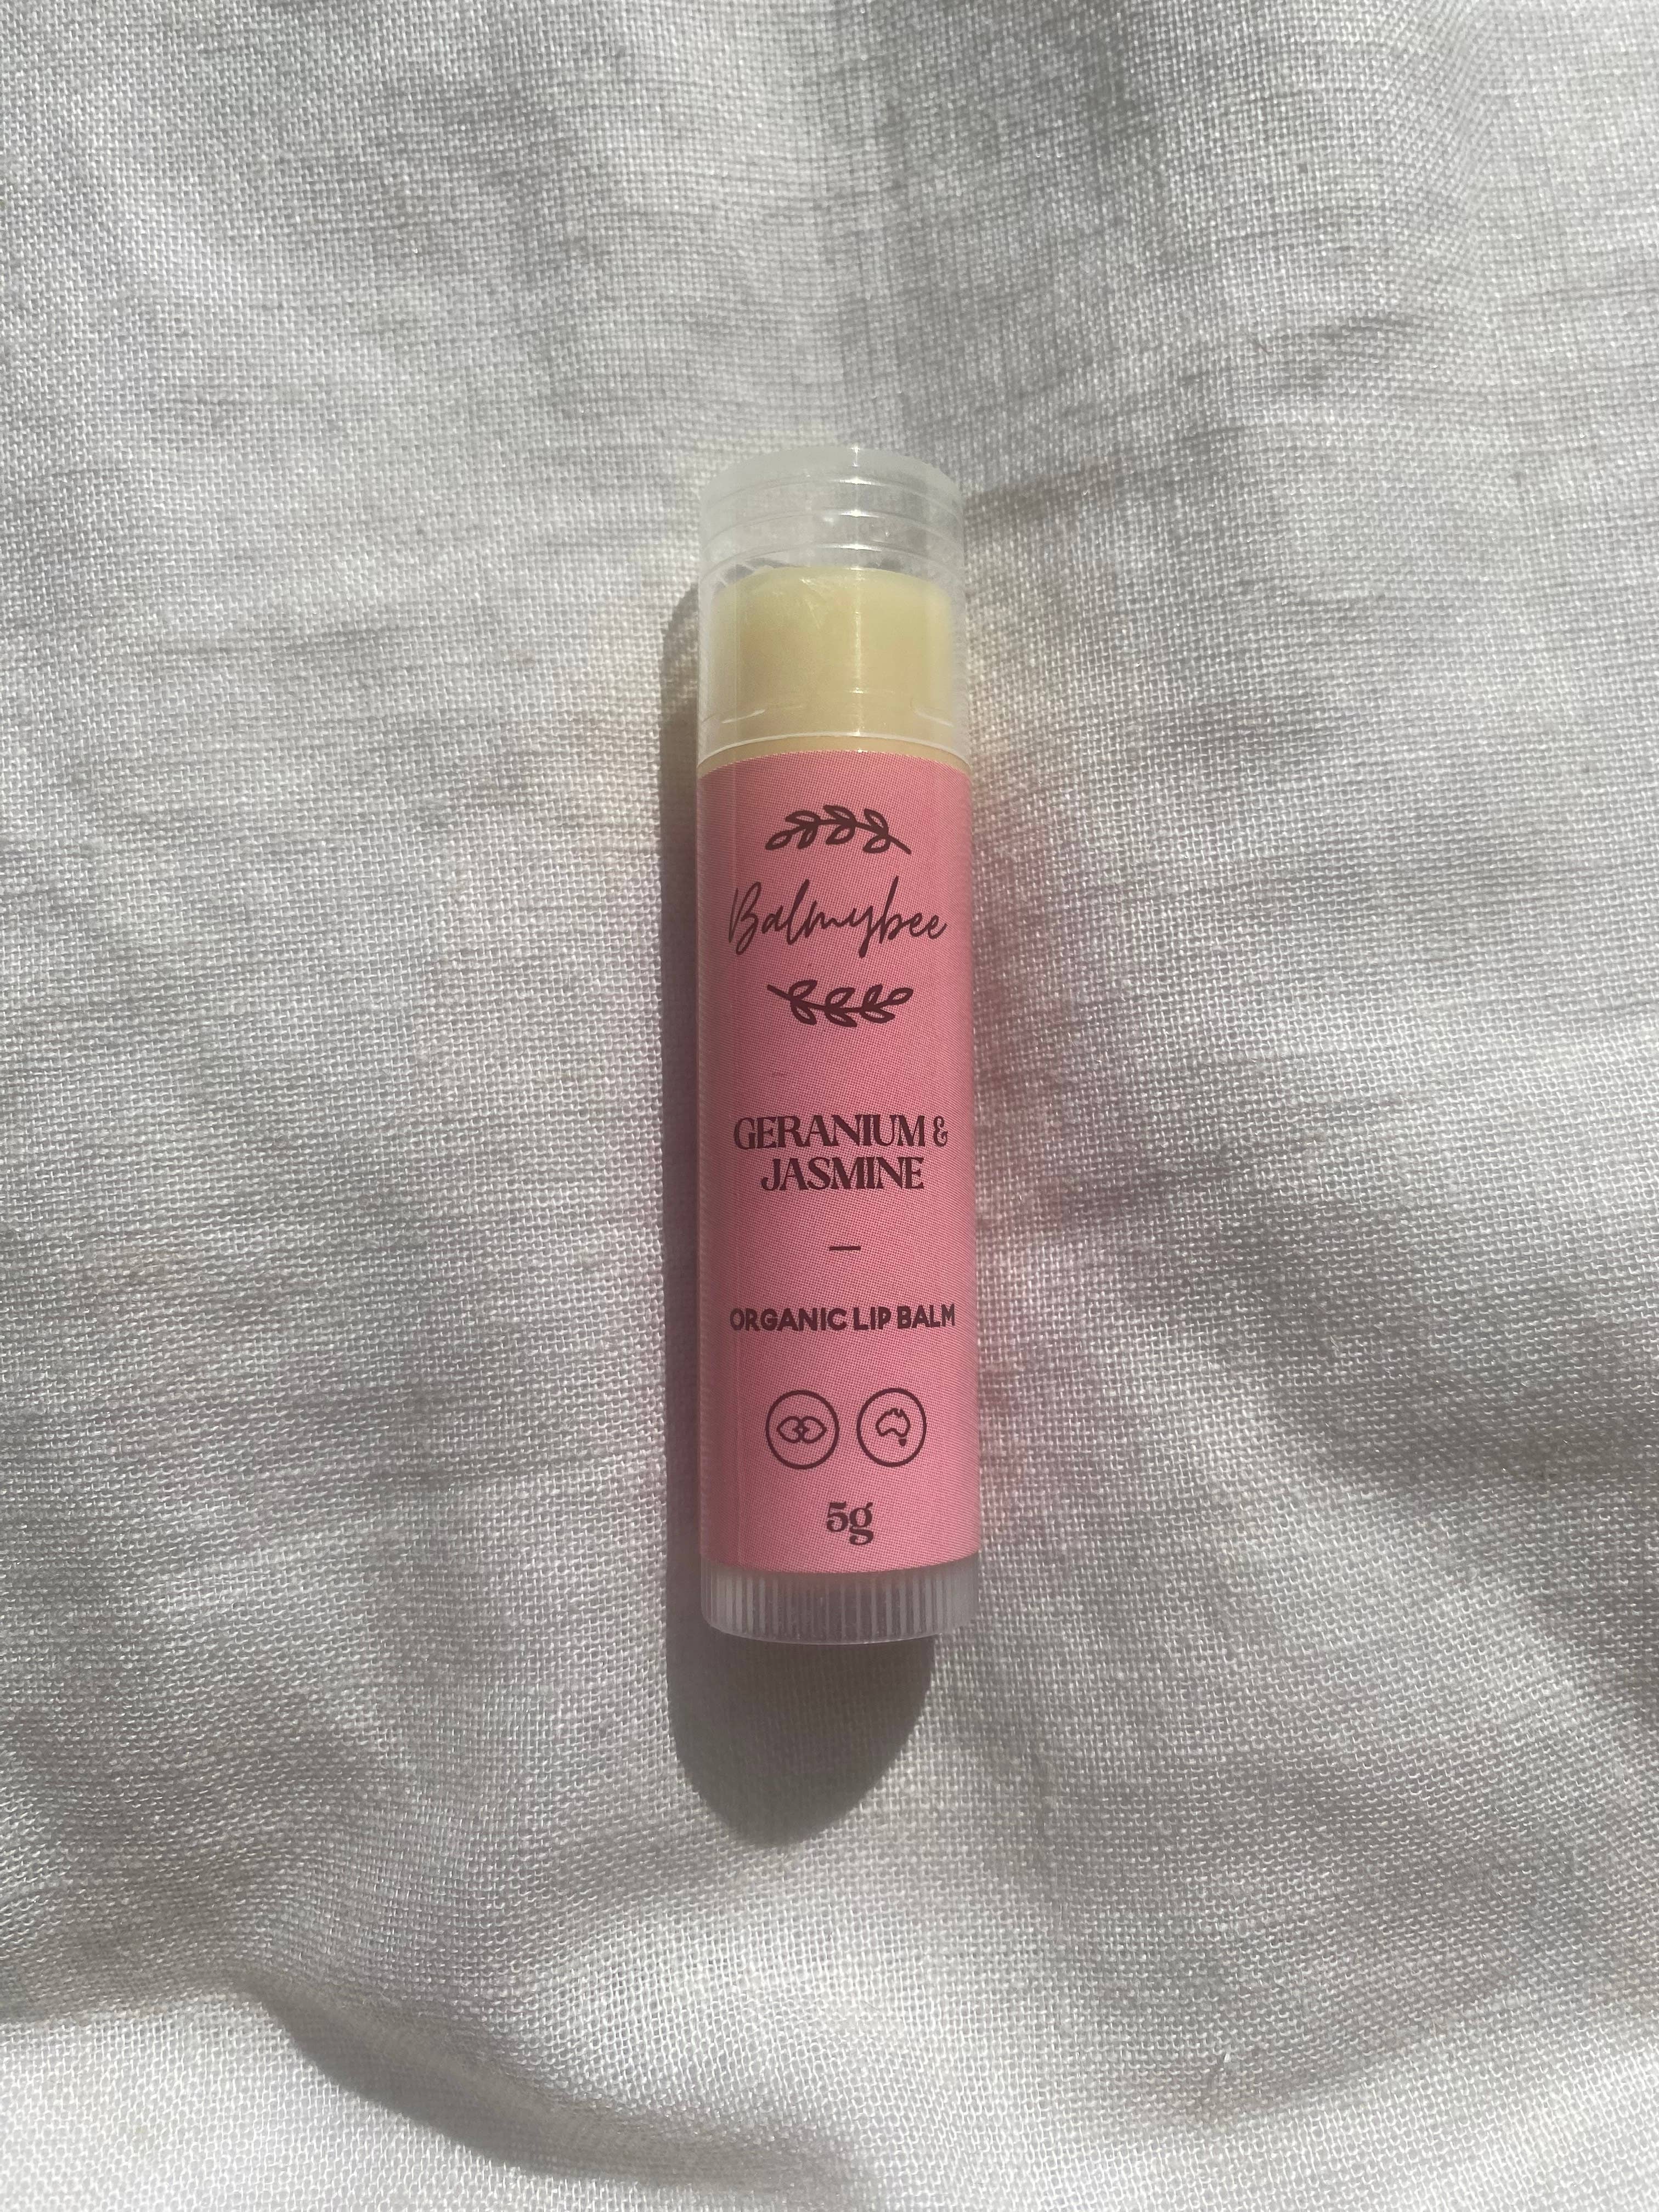 Balmybee
GERANIUM &
JASMINE
—
ORGANIC LIP BALM
5g